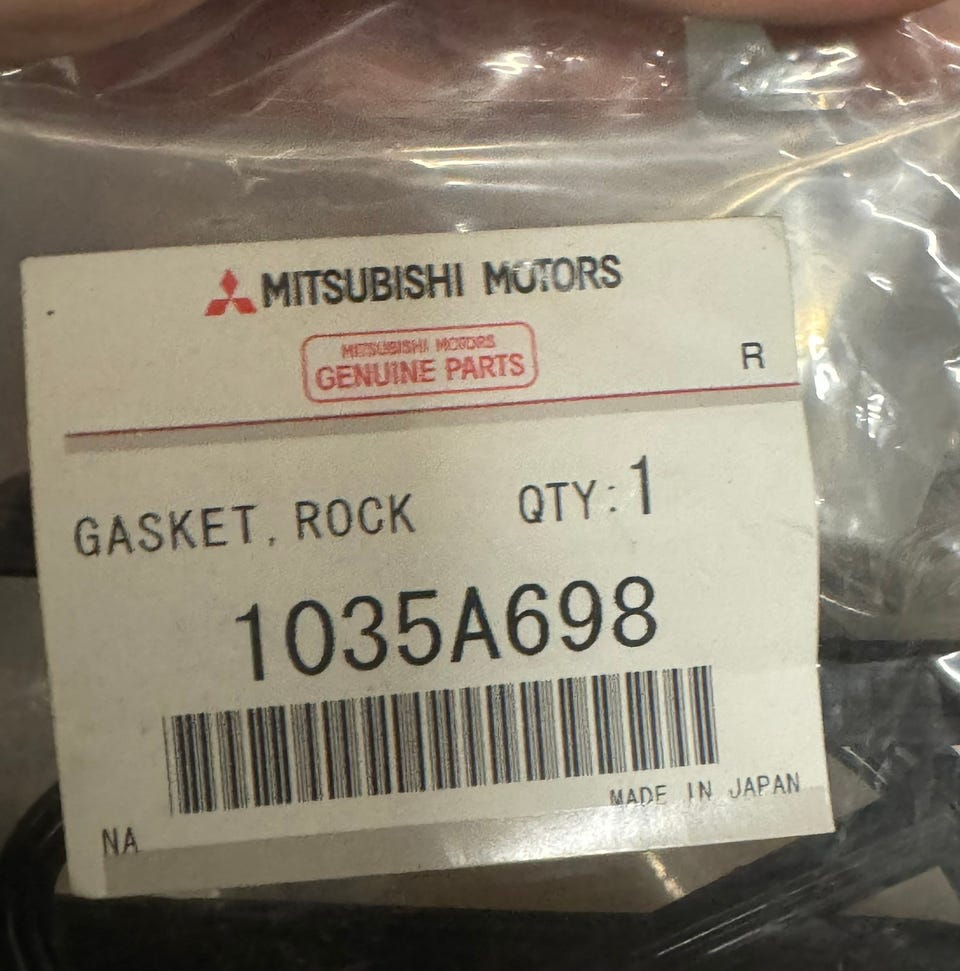 MITSUBISHI MOTORS
MITSUBISHI MOTORS
GENUINE PARTS
R
GASKET, ROCK QTY:1
1035A698
MADE IN JAPAN
NA